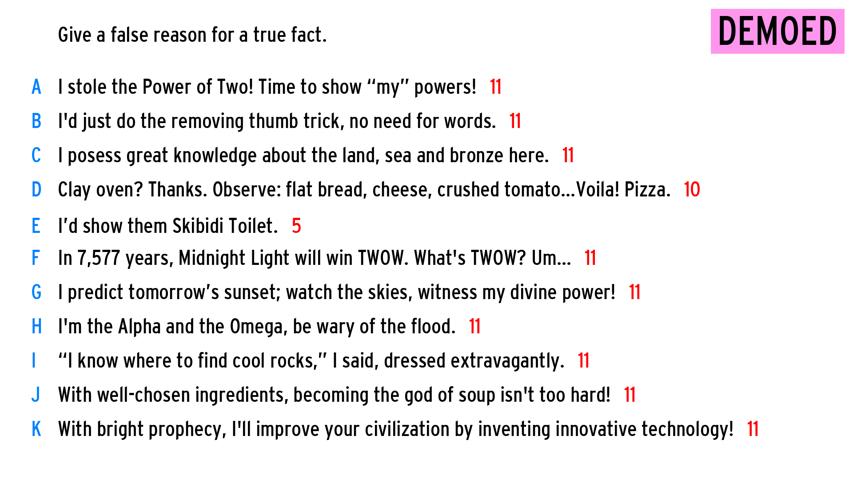 Give a false reason for a true fact.
DEMOED
A I stole the Power of Two! Time to show “my” powers! 11
B I'd just do the removing thumb trick, no need for words. 11
C I posess great knowledge about the land, sea and bronze here. 11
D Clay oven? Thanks. Observe: flat bread, cheese, crushed tomato...Voila! Pizza. 10
E I’d show them Skibidi Toilet. 5
F In 7,577 years, Midnight Light will win TWOW. What's TWOW? Um... 11
G I predict tomorrow’s sunset; watch the skies, witness my divine power! 11
H I'm the Alpha and the Omega, be wary of the flood. 11
I “I know where to find cool rocks,” I said, dressed extravagantly. 11
J With well-chosen ingredients, becoming the god of soup isn't too hard! 11
K With bright prophecy, I'll improve your civilization by inventing innovative technology! 11